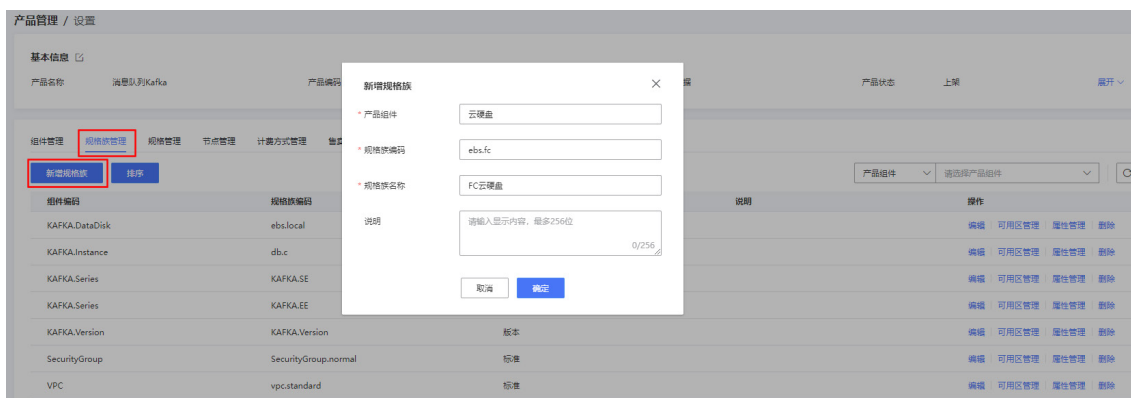 产品管理 / 设置
基本信息
产品名称 消息队列Kafka 产品编码 产品状态 上架 展开
组件管理 规格族管理 规格管理 节点管理 计费方式管理
新增规格族 排序 产品组件 请选择产品组件
组件编码 规格族编码 说明 操作
KAFKA.DataDisk ebs.local 编辑 可用区管理 属性管理 删除
KAFKA.Instance db.c 编辑 可用区管理 属性管理 删除
KAFKA.Series KAFKA.SE 编辑 可用区管理 属性管理 删除
KAFKA.Series KAFKA.EE 编辑 可用区管理 属性管理 删除
KAFKA.Version KAFKA.Version 版本 编辑 可用区管理 属性管理 删除
SecurityGroup SecurityGroup.normal 标准 编辑 可用区管理 属性管理 删除
VPC vpc.standard 标准 编辑 可用区管理 属性管理 删除
新增规格族
* 产品组件 云硬盘
* 规格族编码 ebs.fc
* 规格族名称 FC云硬盘
说明 请输入显示内容，最多256位
0/256
取消 确定